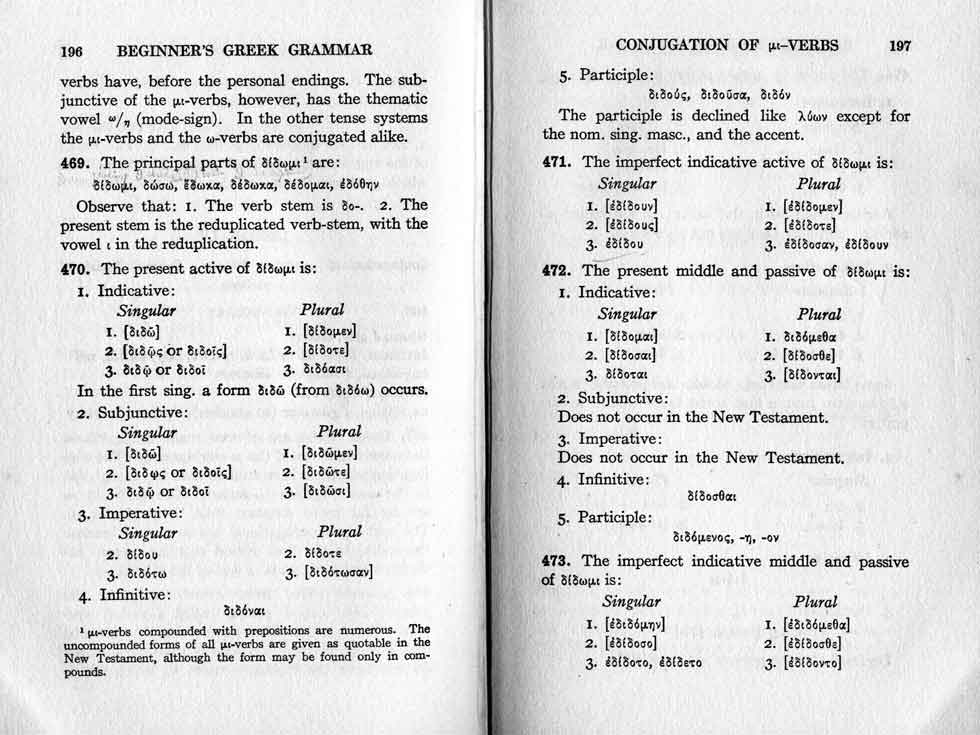 196 BEGINNER'S GREEK GRAMMAR
verbs have, before the personal endings. The sub-
junctive of the μι-verbs, however, has the thematic
vowel ω/η (mode-sign). In the other tense systems
the μι-verbs and the ω-verbs are conjugated alike.
469. The principal parts of δίδωμι¹ are:
δίδωμι, δώσω, ἔδωκα, δέδωκα, δέδομαι, ἐδόθην
Observe that: 1. The verb stem is δο-. 2. The
present stem is the reduplicated verb-stem, with the
vowel ι in the reduplication.
470. The present active of δίδωμι is:
1. Indicative:
Singular Plural
1. [διδῶ] 1. [δίδομεν]
2. [διδῷς or διδοῖς] 2. [δίδοτε]
3. διδῷ or διδοῖ 3. διδόασι
In the first sing. a form διδῶ (from διδόω) occurs.
2. Subjunctive:
Singular Plural
1. [διδῶ] 1. [διδῶμεν]
2. [διδῳς or διδοῖς] 2. [διδῶτε]
3. διδῷ or διδοῖ 3. [διδῶσι]
3. Imperative:
Singular Plural
2. δίδου 2. δίδοτε
3. διδότω 3. [διδότωσαν]
4. Infinitive:
διδόναι
¹ μι-verbs compounded with prepositions are numerous. The
uncompounded forms of all μι-verbs are given as quotable in the
New Testament, although the form may be found only in com-
pounds.
CONJUGATION OF μι-VERBS 197
5. Participle:
διδούς, διδοῦσα, διδόν
The participle is declined like λύων except for
the nom. sing. masc., and the accent.
471. The imperfect indicative active of δίδωμι is:
Singular Plural
1. [ἐδίδουν] 1. [ἐδίδομεν]
2. [ἐδίδους] 2. [ἐδίδοτε]
3. ἐδίδου 3. ἐδίδοσαν, ἐδίδουν
472. The present middle and passive of δίδωμι is:
1. Indicative:
Singular Plural
1. [δίδομαι] 1. διδόμεθα
2. [δίδοσαι] 2. [δίδοσθε]
3. δίδοται 3. [δίδονται]
2. Subjunctive:
Does not occur in the New Testament.
3. Imperative:
Does not occur in the New Testament.
4. Infinitive:
δίδοσθαι
5. Participle:
διδόμενος, -η, -ον
473. The imperfect indicative middle and passive
of δίδωμι is:
Singular Plural
1. [ἐδιδόμην] 1. [ἐδιδόμεθα]
2. [ἐδίδοσο] 2. [ἐδίδοσθε]
3. ἐδίδοτο, ἐδίδετο 3. [ἐδίδοντο]